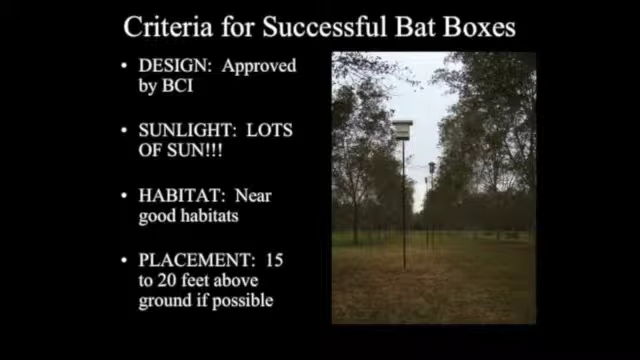 Criteria for Successful Bat Boxes
• DESIGN: Approved
by BCI
• SUNLIGHT: LOTS
OF SUN!!!
• HABITAT: Near
good habitats
• PLACEMENT: 15
to 20 feet above
ground if possible